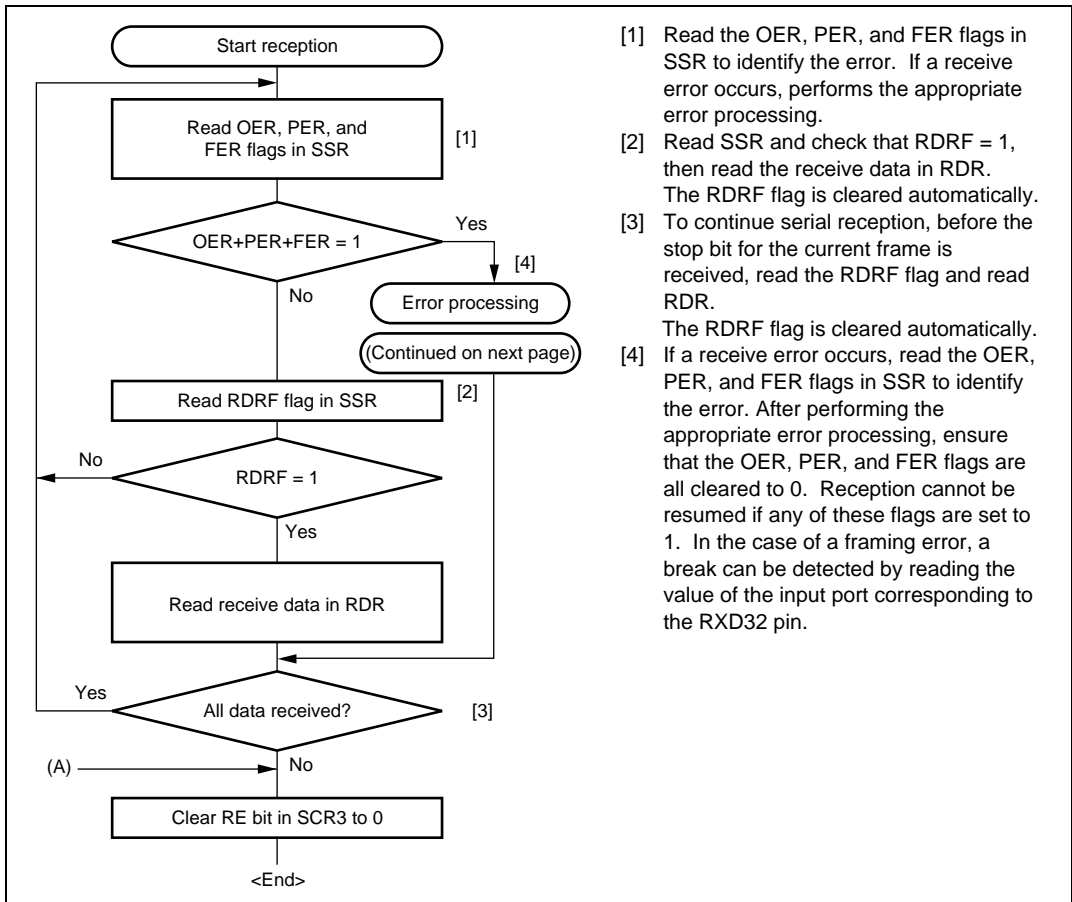 Start reception
Read OER, PER, and
FER flags in SSR
[1]
OER+PER+FER = 1
Yes
[4]
No
Error processing
(Continued on next page)
Read RDRF flag in SSR
[2]
No
RDRF = 1
Yes
Read receive data in RDR
Yes
All data received?
[3]
(A)
No
Clear RE bit in SCR3 to 0
<End>
[1] Read the OER, PER, and FER flags in
SSR to identify the error. If a receive
error occurs, performs the appropriate
error processing.
[2] Read SSR and check that RDRF = 1,
then read the receive data in RDR.
The RDRF flag is cleared automatically.
[3] To continue serial reception, before the
stop bit for the current frame is
received, read the RDRF flag and read
RDR.
The RDRF flag is cleared automatically.
[4] If a receive error occurs, read the OER,
PER, and FER flags in SSR to identify
the error. After performing the
appropriate error processing, ensure
that the OER, PER, and FER flags are
all cleared to 0. Reception cannot be
resumed if any of these flags are set to
1. In the case of a framing error, a
break can be detected by reading the
value of the input port corresponding to
the RXD32 pin.